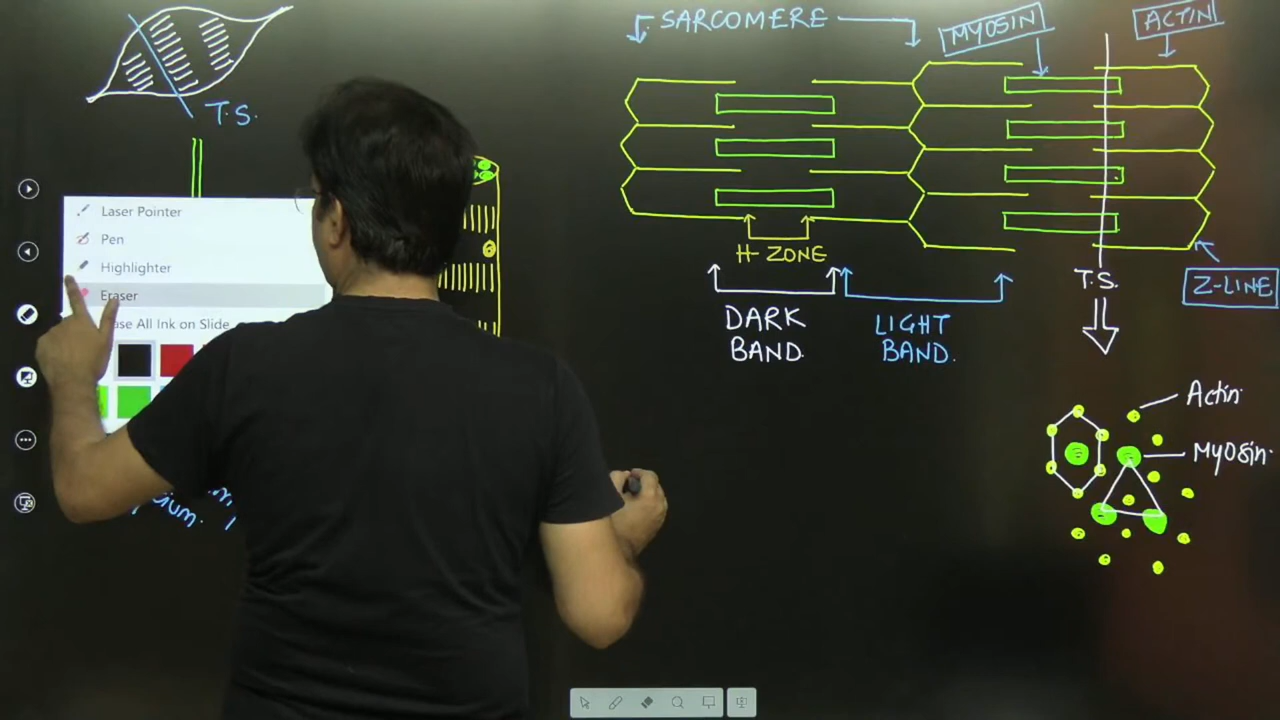 SARCOMERE
MYOSIN
ACTIN
T.S.
Laser Pointer
Pen
Highlighter
Eraser
ase All Ink on Slide
H-ZONE
DARK
BAND.
LIGHT
BAND.
T.S.
Z-LINE
Actin
Myosin